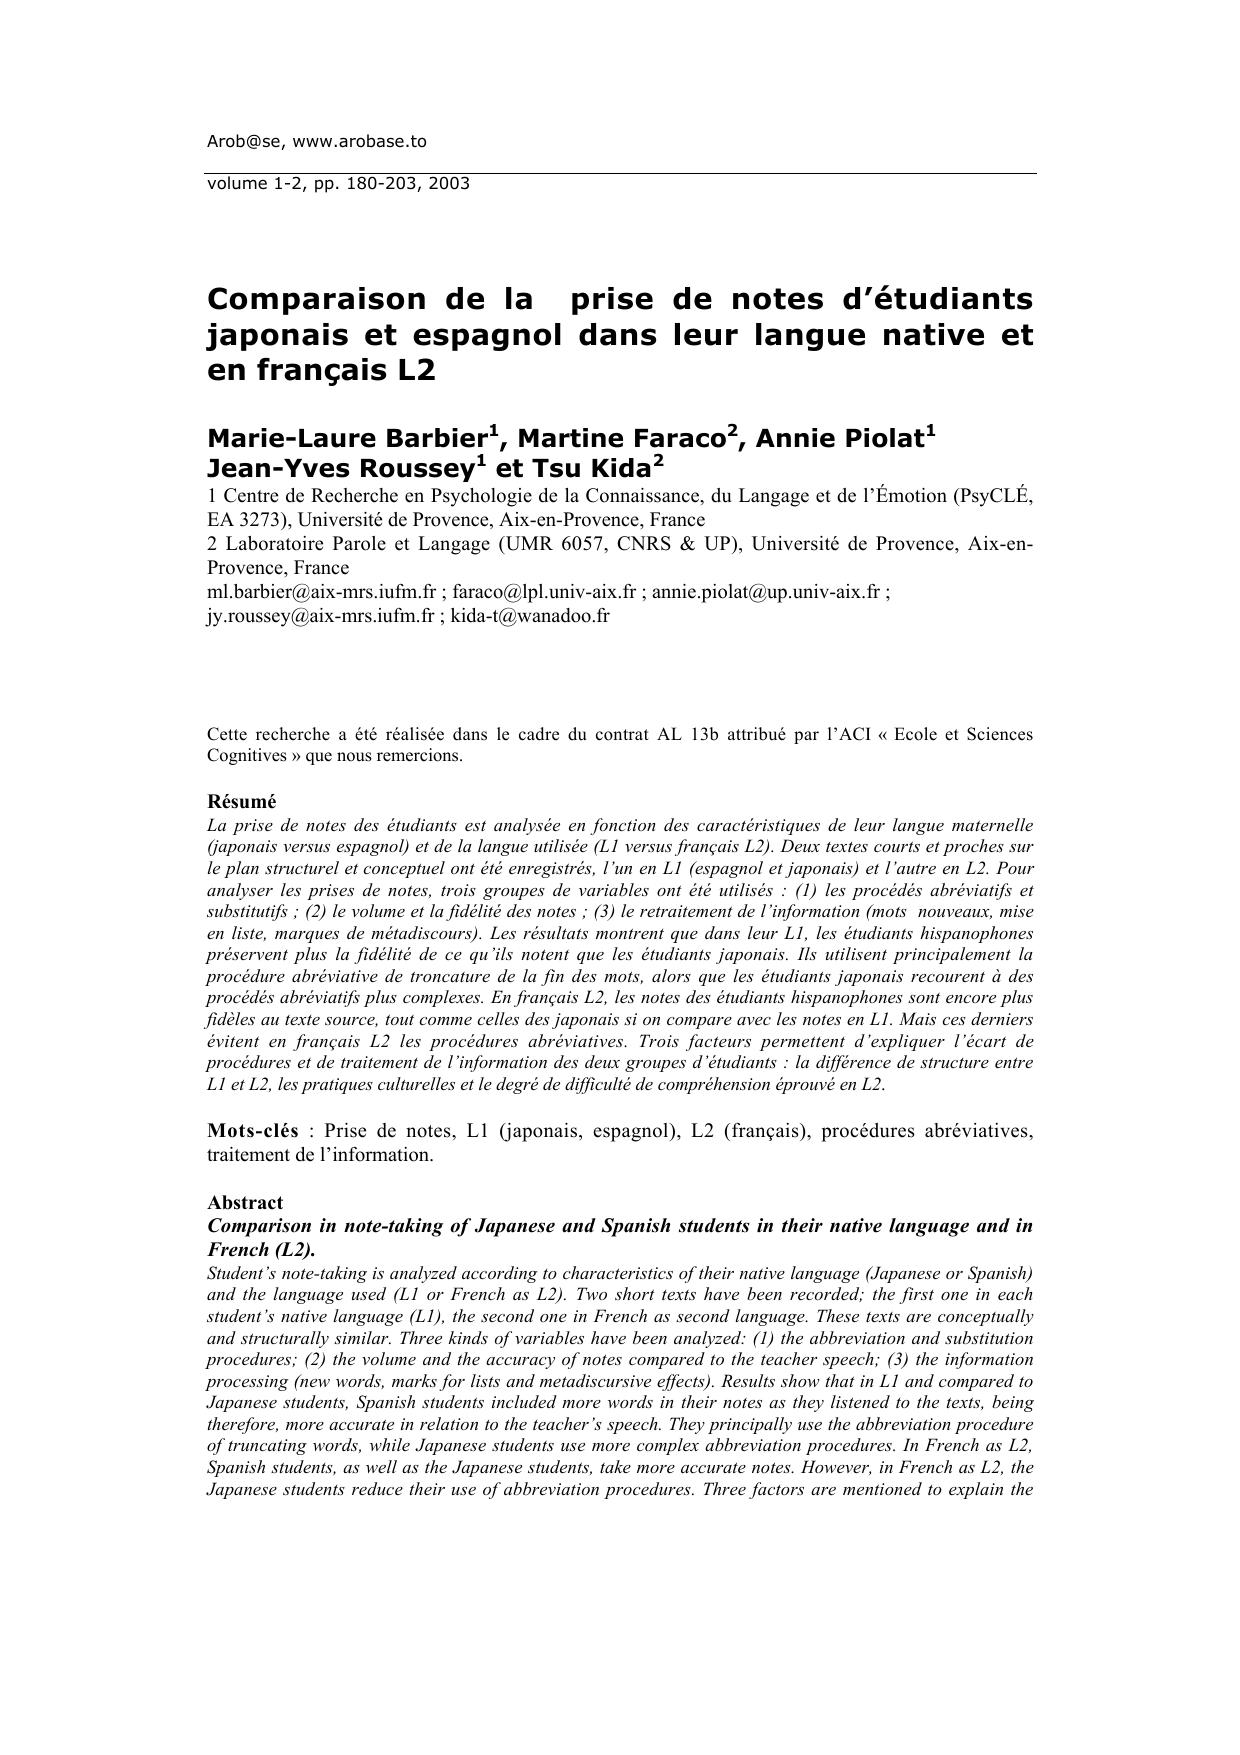 Arob@se, www.arobase.to
volume 1-2, pp. 180-203, 2003
Comparaison de la prise de notes d’étudiants
japonais et espagnol dans leur langue native et
en français L2
Marie-Laure Barbier1, Martine Faraco2, Annie Piolat1
Jean-Yves Roussey1 et Tsu Kida2
1 Centre de Recherche en Psychologie de la Connaissance, du Langage et de l’Émotion (PsyCLÉ,
EA 3273), Université de Provence, Aix-en-Provence, France
2 Laboratoire Parole et Langage (UMR 6057, CNRS & UP), Université de Provence, Aix-en-
Provence, France
ml.barbier@aix-mrs.iufm.fr ; faraco@lpl.univ-aix.fr ; annie.piolat@up.univ-aix.fr ;
jy.roussey@aix-mrs.iufm.fr ; kida-t@wanadoo.fr
Cette recherche a été réalisée dans le cadre du contrat AL 13b attribué par l’ACI « Ecole et Sciences
Cognitives » que nous remercions.
Résumé
La prise de notes des étudiants est analysée en fonction des caractéristiques de leur langue maternelle
(japonais versus espagnol) et de la langue utilisée (L1 versus français L2). Deux textes courts et proches sur
le plan structurel et conceptuel ont été enregistrés, l’un en L1 (espagnol et japonais) et l’autre en L2. Pour
analyser les prises de notes, trois groupes de variables ont été utilisés : (1) les procédés abréviatifs et
substitutifs ; (2) le volume et la fidélité des notes ; (3) le retraitement de l’information (mots nouveaux, mise
en liste, marques de métadiscours). Les résultats montrent que dans leur L1, les étudiants hispanophones
préservent plus la fidélité de ce qu’ils notent que les étudiants japonais. Ils utilisent principalement la
procédure abréviative de troncature de la fin des mots, alors que les étudiants japonais recourent à des
procédés abréviatifs plus complexes. En français L2, les notes des étudiants hispanophones sont encore plus
fidèles au texte source, tout comme celles des japonais si on compare avec les notes en L1. Mais ces derniers
évitent en français L2 les procédures abréviatives. Trois facteurs permettent d’expliquer l’écart de
procédures et de traitement de l’information des deux groupes d’étudiants : la différence de structure entre
L1 et L2, les pratiques culturelles et le degré de difficulté de compréhension éprouvé en L2.
Mots-clés : Prise de notes, L1 (japonais, espagnol), L2 (français), procédures abréviatives,
traitement de l’information.
Abstract
Comparison in note-taking of Japanese and Spanish students in their native language and in
French (L2).
Student’s note-taking is analyzed according to characteristics of their native language (Japanese or Spanish)
and the language used (L1 or French as L2). Two short texts have been recorded; the first one in each
student’s native language (L1), the second one in French as second language. These texts are conceptually
and structurally similar. Three kinds of variables have been analyzed: (1) the abbreviation and substitution
procedures; (2) the volume and the accuracy of notes compared to the teacher speech; (3) the information
processing (new words, marks for lists and metadiscursive effects). Results show that in L1 and compared to
Japanese students, Spanish students included more words in their notes as they listened to the texts, being
therefore, more accurate in relation to the teacher’s speech. They principally use the abbreviation procedure
of truncating words, while Japanese students use more complex abbreviation procedures. In French as L2,
Spanish students, as well as the Japanese students, take more accurate notes. However, in French as L2, the
Japanese students reduce their use of abbreviation procedures. Three factors are mentioned to explain the